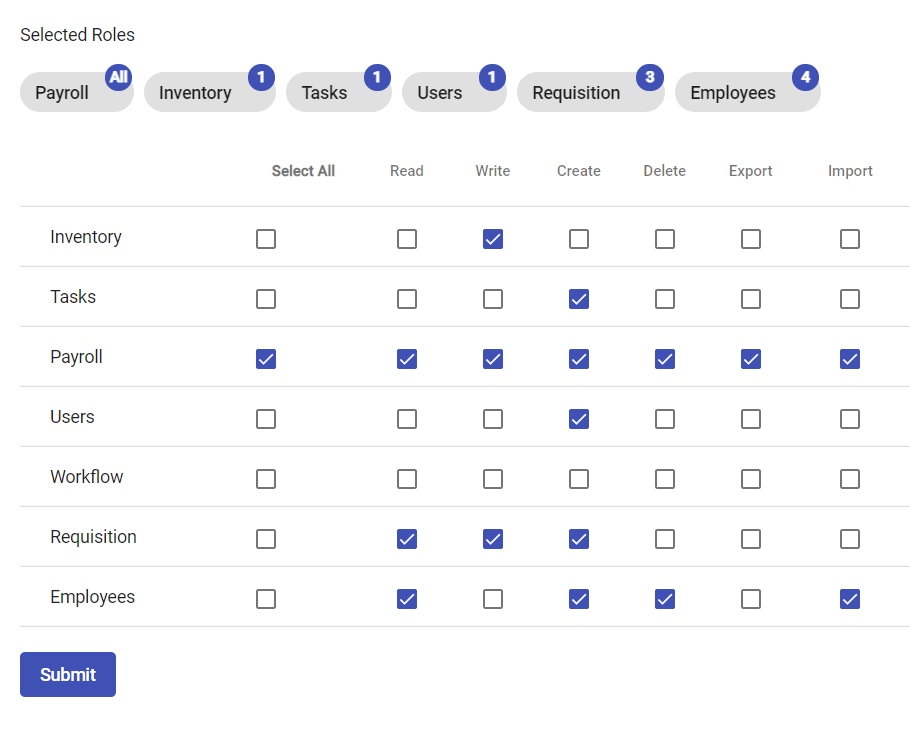 Selected Roles
Payroll All Inventory 1 Tasks 1 Users 1 Requisition 3 Employees 4
Select All Read Write Create Delete Export Import
Inventory
Tasks
Payroll
Users
Workflow
Requisition
Employees
Submit